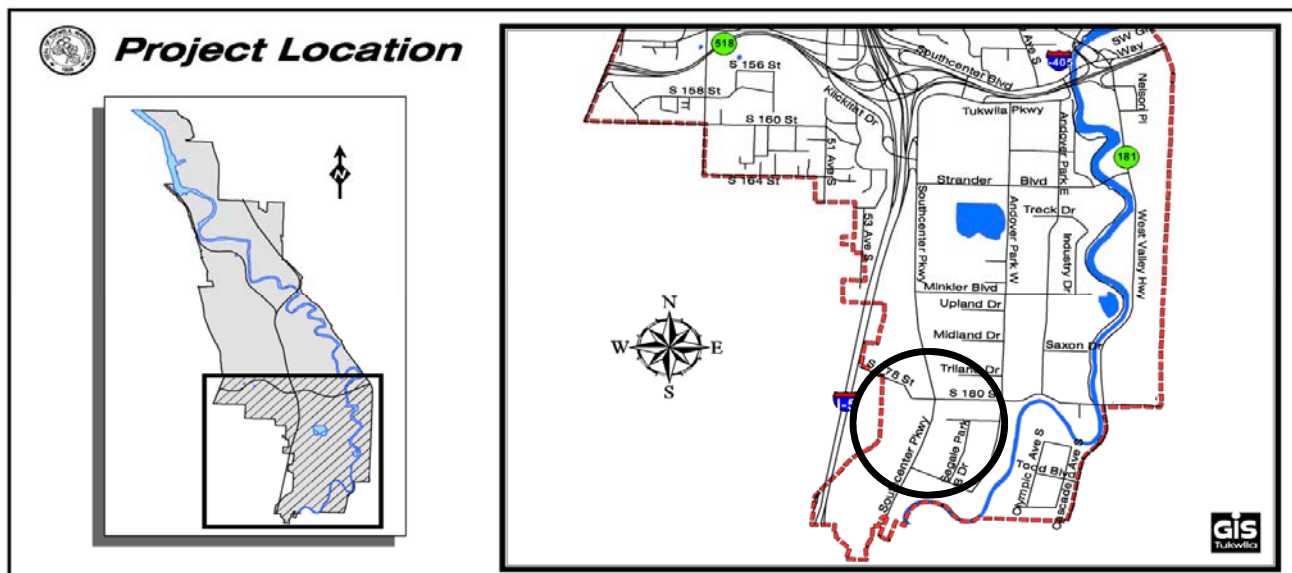 Project Location
N
518
S 156 St
S 158 St
S 160 St
S 164 St
Klickitat Dr
51 Ave S
53 Ave S
Southcenter Blvd
Ave S
I-405
SW G
Way
Nelson Pl
Tukwila Pkwy
Andover Park E
181
Strander Blvd
Treck Dr
Southcenter Pkwy
Andover Park W
Industry Dr
West Valley Hwy
Minkler Blvd
Upland Dr
Midland Dr
Saxon Dr
Triland Dr
S 178 St
S 180 St
I-5
N
W
E
S
Southcenter Pkwy
Segale Park
B Dr
Olympic Ave S
Todd Blvd
Cascade Ave S
GIS
Tukwila